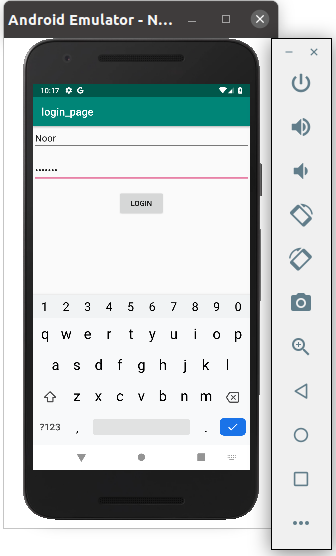 Android Emulator - N...
10:17
login_page
Noor
.......
LOGIN
1 2 3 4 5 6 7 8 9 0
q w e r t y u i o p
a s d f g h j k l
z x c v b n m
?123 , .